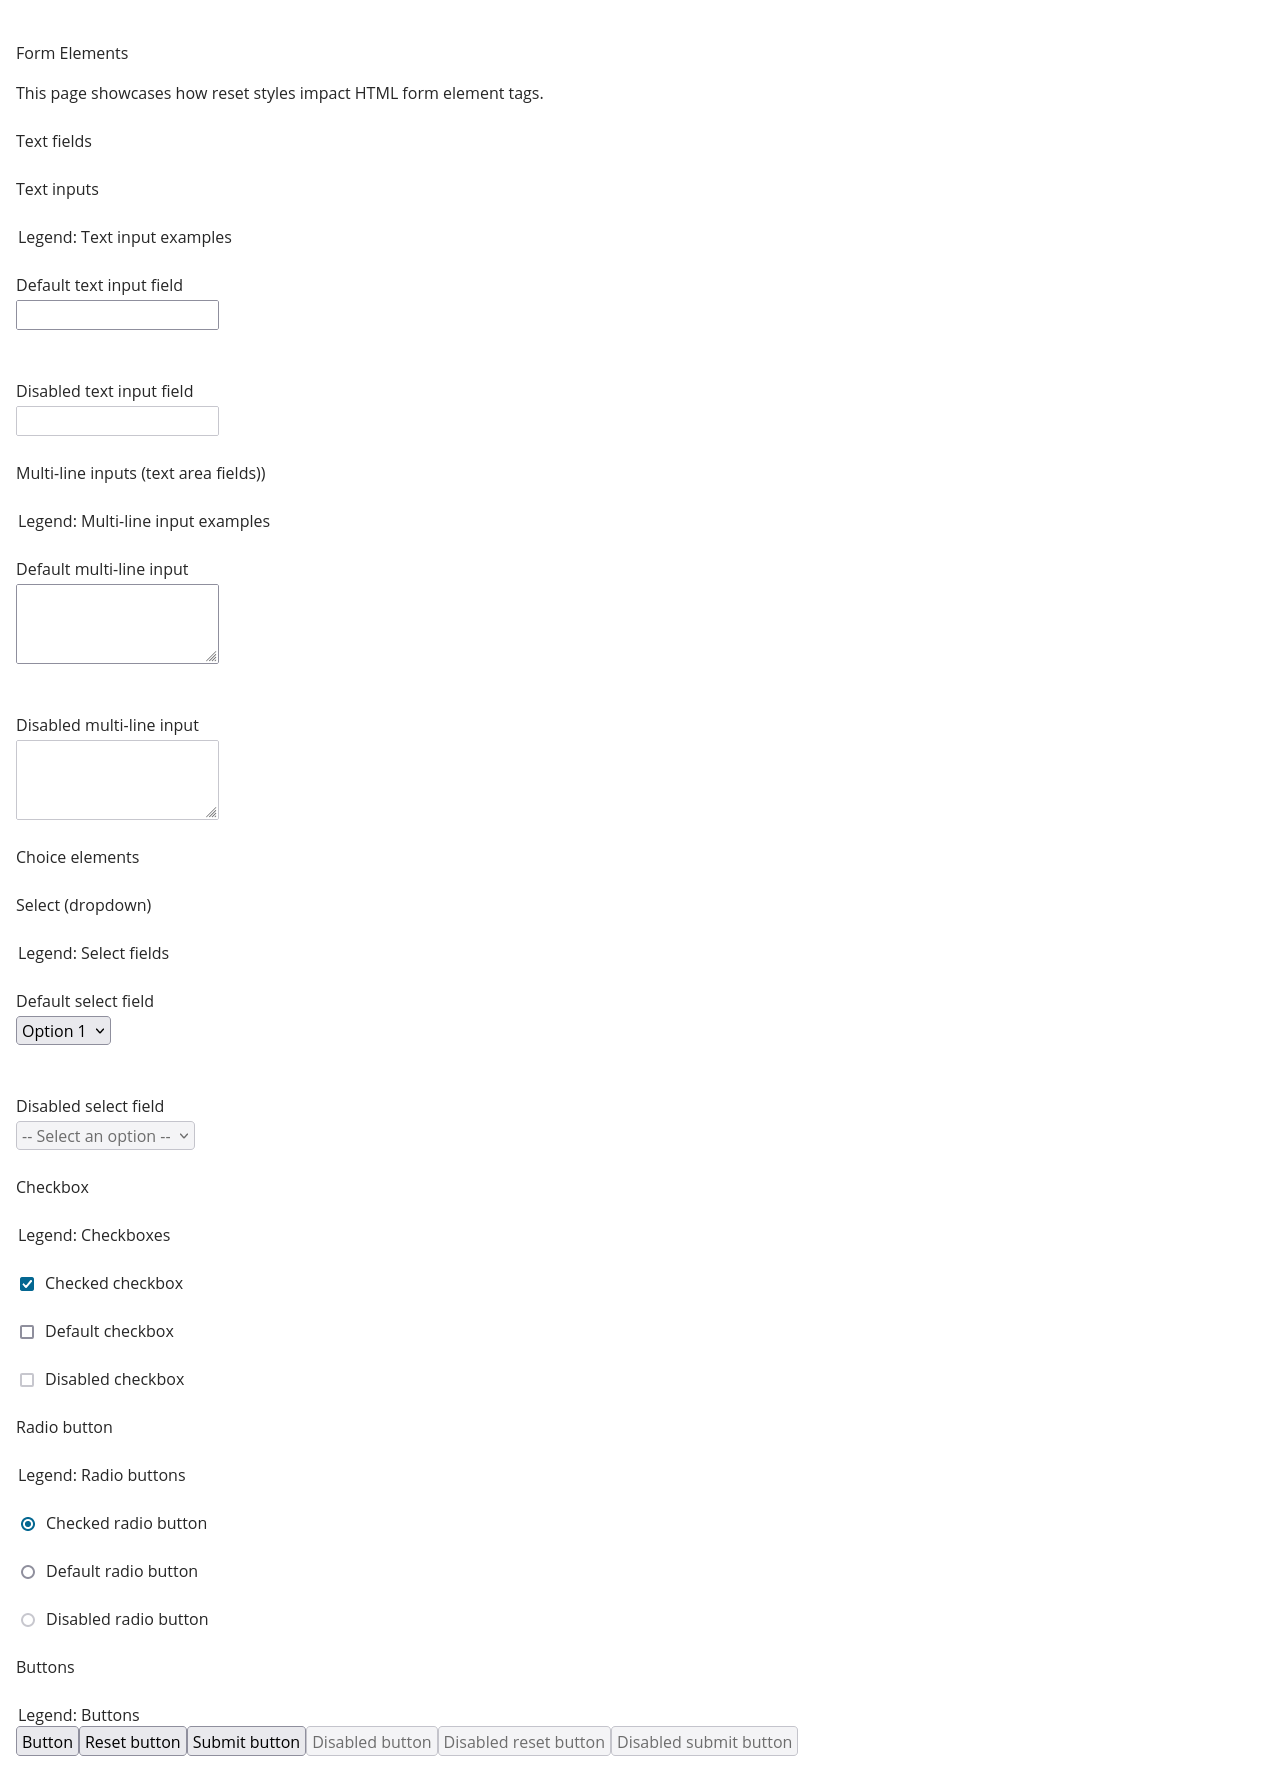 Form Elements
This page showcases how reset styles impact HTML form element tags.
Text fields
Text inputs
Legend: Text input examples
Default text input field
Disabled text input field
Multi-line inputs (text area fields))
Legend: Multi-line input examples
Default multi-line input
Disabled multi-line input
Choice elements
Select (dropdown)
Legend: Select fields
Default select field
Option 1
Disabled select field
-- Select an option --
Checkbox
Legend: Checkboxes
Checked checkbox
Default checkbox
Disabled checkbox
Radio button
Legend: Radio buttons
Checked radio button
Default radio button
Disabled radio button
Buttons
Legend: Buttons
Button Reset button Submit button Disabled button Disabled reset button Disabled submit button